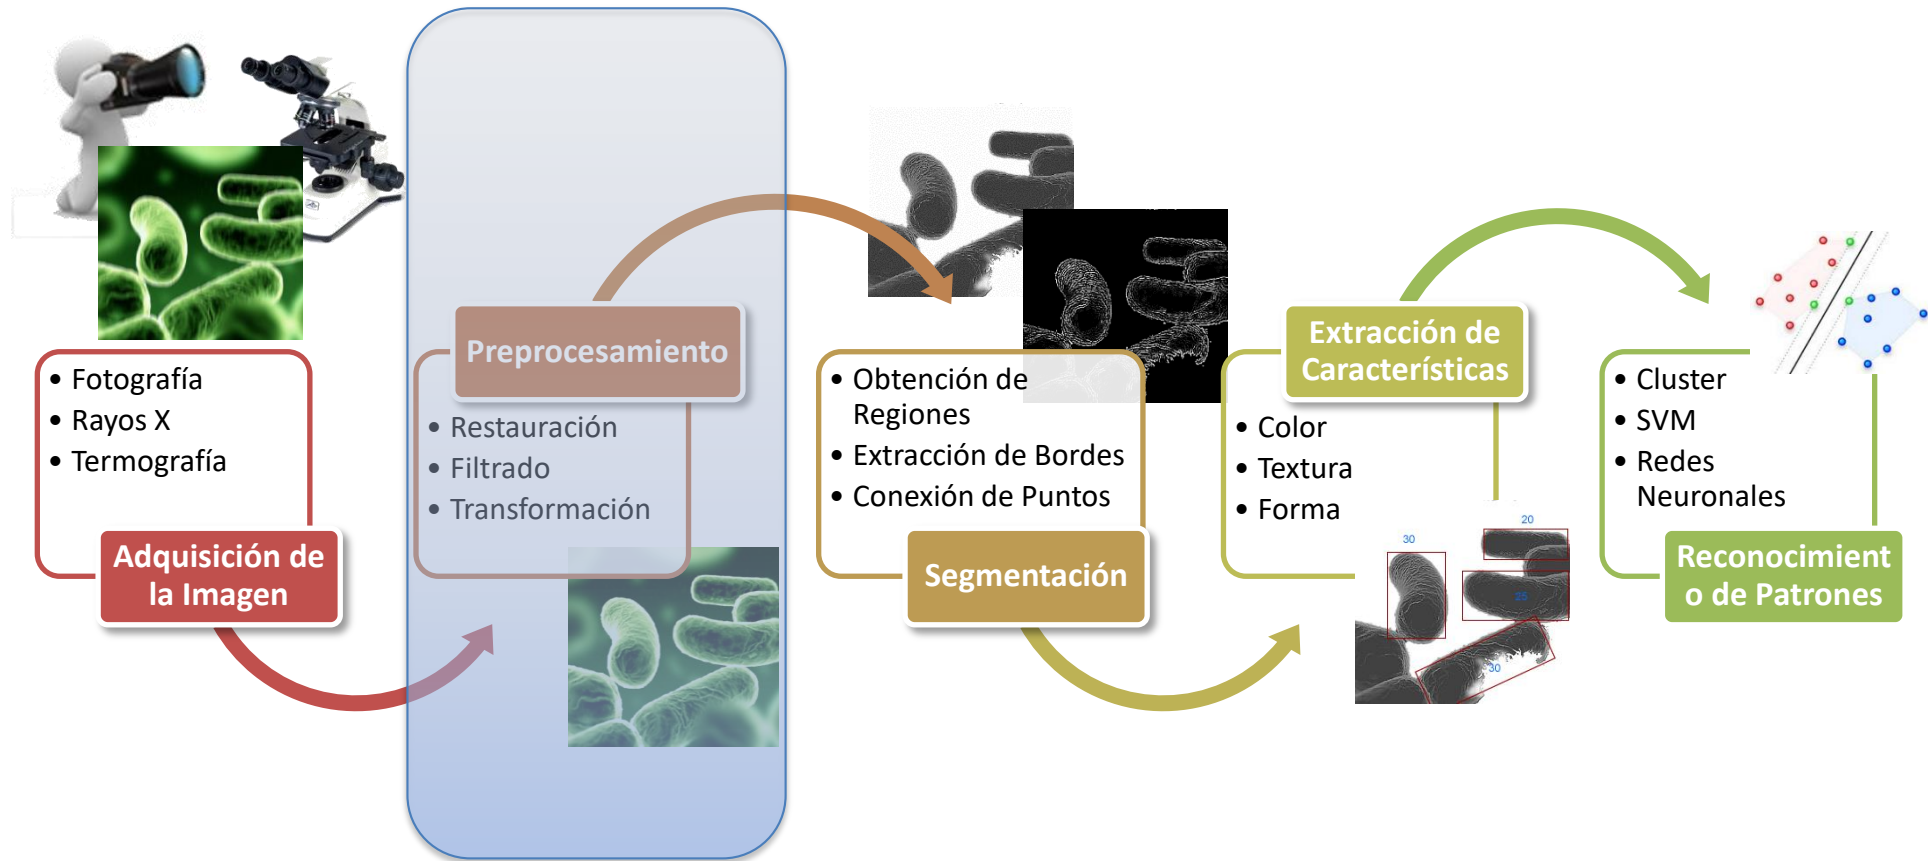 • Fotografía
• Rayos X
• Termografía
Adquisición de
la Imagen
Preprocesamiento
• Restauración
• Filtrado
• Transformación
• Obtención de
Regiones
• Extracción de Bordes
• Conexión de Puntos
Segmentación
Extracción de
Características
• Color
• Textura
• Forma
30
20
25
30
• Cluster
• SVM
• Redes
Neuronales
Reconocimient
o de Patrones